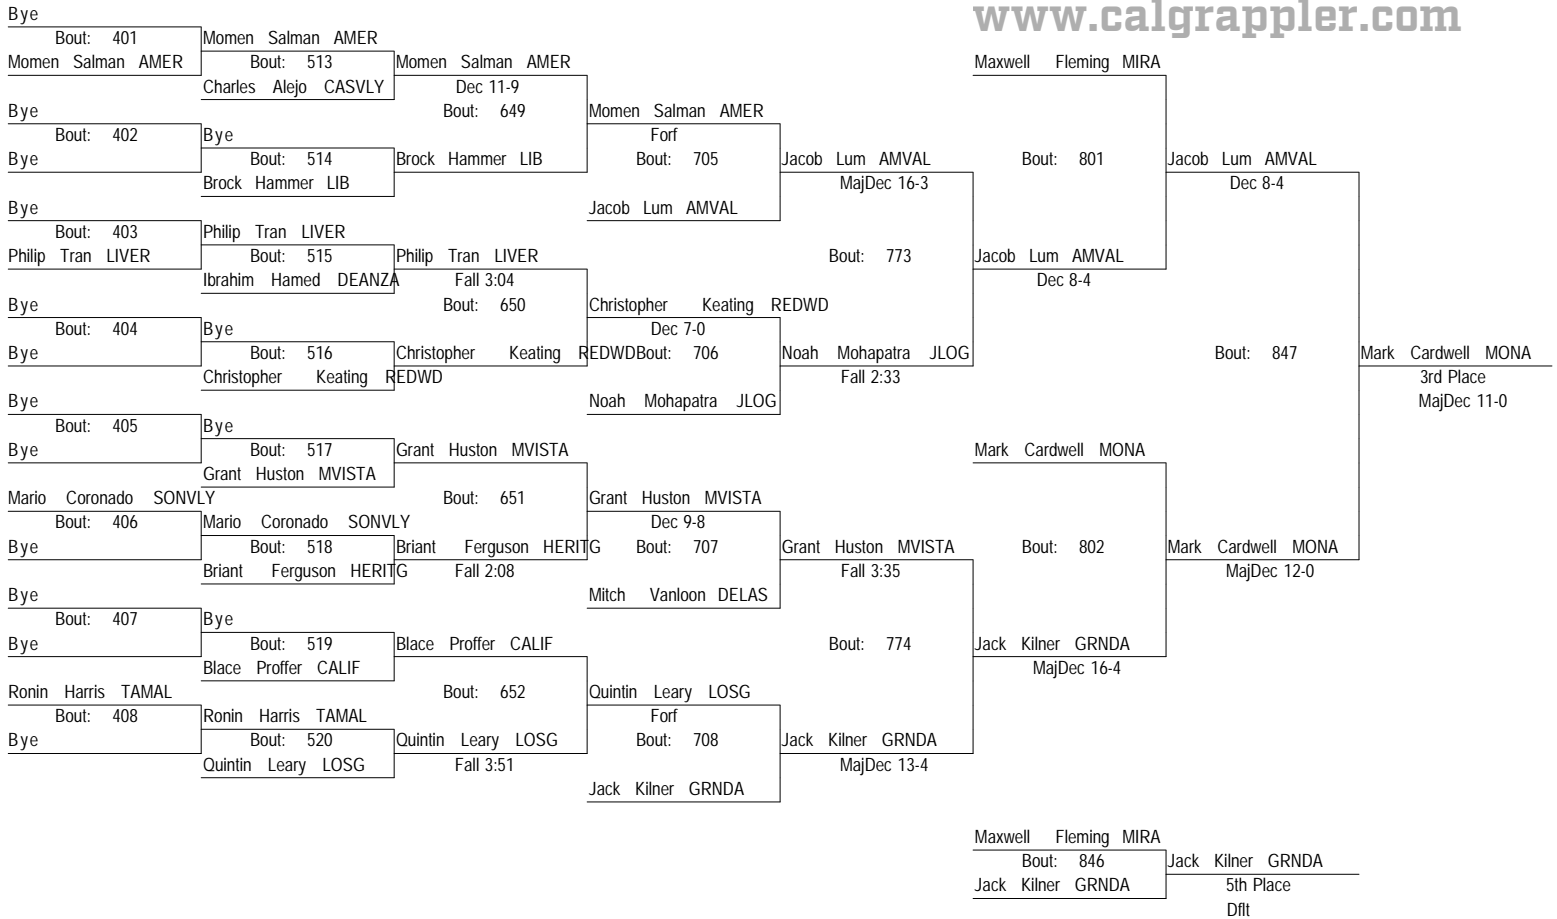 www.calgrappler.com
Bye
Bout: 401
Momen Salman AMER
Bye
Bout: 402
Bye
Bye
Bout: 403
Philip Tran LIVER
Bye
Bout: 404
Bye
Bye
Bout: 405
Bye
Mario Coronado SONVLY
Bout: 406
Bye
Bye
Bout: 407
Bye
Ronin Harris TAMAL
Bout: 408
Bye
Momen Salman AMER
Bout: 513
Charles Alejo CASVLY
Bye
Bout: 514
Brock Hammer LIB
Philip Tran LIVER
Bout: 515
Ibrahim Hamed DEANZA
Bye
Bout: 516
Christopher Keating REDWD
Bye
Bout: 517
Grant Huston MVISTA
Mario Coronado SONVLY
Bout: 518
Briant Ferguson HERITG
Bye
Bout: 519
Blace Proffer CALIF
Ronin Harris TAMAL
Bout: 520
Quintin Leary LOSG
Momen Salman AMER
Dec 11-9
Bout: 649
Brock Hammer LIB
Philip Tran LIVER
Fall 3:04
Bout: 650
Christopher Keating REDWD
Grant Huston MVISTA
Bout: 651
Briant Ferguson HERITG
Fall 2:08
Blace Proffer CALIF
Bout: 652
Quintin Leary LOSG
Fall 3:51
Momen Salman AMER
Forf
Bout: 705
Jacob Lum AMVAL
Christopher Keating REDWD
Dec 7-0
Bout: 706
Noah Mohapatra JLOG
Grant Huston MVISTA
Dec 9-8
Bout: 707
Mitch Vanloon DELAS
Quintin Leary LOSG
Forf
Bout: 708
Jack Kilner GRNDA
Jacob Lum AMVAL
MajDec 16-3
Bout: 773
Noah Mohapatra JLOG
Fall 2:33
Grant Huston MVISTA
Fall 3:35
Bout: 774
Jack Kilner GRNDA
MajDec 13-4
Maxwell Fleming MIRA
Bout: 801
Jacob Lum AMVAL
Dec 8-4
Mark Cardwell MONA
Bout: 802
Jack Kilner GRNDA
MajDec 16-4
Jacob Lum AMVAL
Dec 8-4
Bout: 847
Mark Cardwell MONA
MajDec 12-0
Mark Cardwell MONA
3rd Place
MajDec 11-0
Maxwell Fleming MIRA
Bout: 846
Jack Kilner GRNDA
Jack Kilner GRNDA
5th Place
Dflt